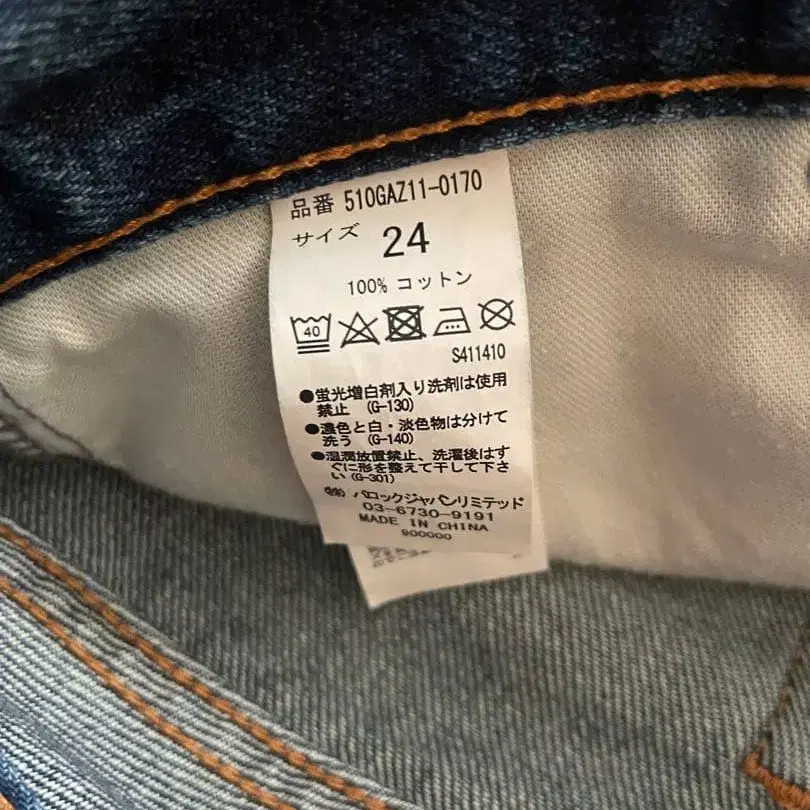 品番 510GAZ11-0170
サイズ 24
100% コットン
40
S411410
●蛍光増白剤入り洗剤は使用
禁止 (G-130)
●濃色と白・淡色物は分けて
洗う (G-140)
●湿潤放置禁止、洗濯後はす
ぐに形を整えて干して下さ
い (G-301)
(株) バロックジャパンリミテッド
03-6730-9191
MADE IN CHINA
900000